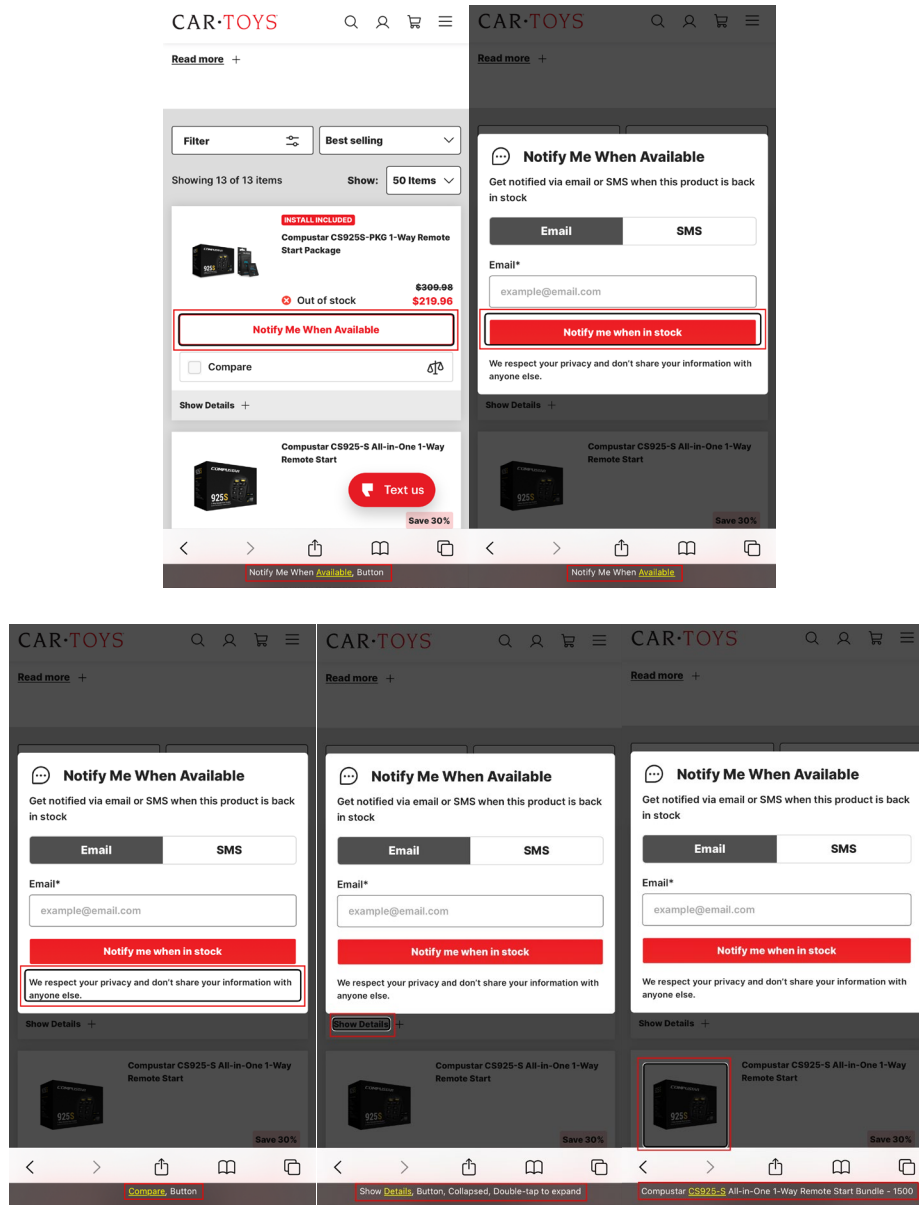 CAR·TOYS
Read more +
Filter
Best selling
Showing 13 of 13 items
Show:
50 Items
INSTALL INCLUDED
Compustar CS925S-PKG 1-Way Remote
Start Package
925S
$309.98
Out of stock
$219.96
Notify Me When Available
Compare
Show Details +
Compustar CS925-S All-in-One 1-Way
Remote Start
COMPUSTAR
925S
Text us
Save 30%
Notify Me When Available, Button
CAR·TOYS
Read more +
Notify Me When Available
Get notified via email or SMS when this product is back
in stock
Email
SMS
Email*
example@email.com
Notify me when in stock
We respect your privacy and don't share your information with
anyone else.
Show Details +
Compustar CS925-S All-in-One 1-Way
Remote Start
COMPUSTAR
925S
Save 30%
Notify Me When Available
CAR·TOYS
Read more +
Notify Me When Available
Get notified via email or SMS when this product is back
in stock
Email
SMS
Email*
example@email.com
Notify me when in stock
We respect your privacy and don't share your information with
anyone else.
Show Details +
Compustar CS925-S All-in-One 1-Way
Remote Start
COMPUSTAR
925S
Save 30%
Compare, Button
CAR·TOYS
Read more +
Notify Me When Available
Get notified via email or SMS when this product is back
in stock
Email
SMS
Email*
example@email.com
Notify me when in stock
We respect your privacy and don't share your information with
anyone else.
Show Details +
Compustar CS925-S All-in-One 1-Way
Remote Start
COMPUSTAR
925S
Save 30%
Show Details, Button, Collapsed, Double-tap to expand
CAR·TOYS
Read more +
Notify Me When Available
Get notified via email or SMS when this product is back
in stock
Email
SMS
Email*
example@email.com
Notify me when in stock
We respect your privacy and don't share your information with
anyone else.
Show Details +
Compustar CS925-S All-in-One 1-Way
Remote Start
COMPUSTAR
925S
Save 30%
Compustar CS925-S All-in-One 1-Way Remote Start Bundle - 1500